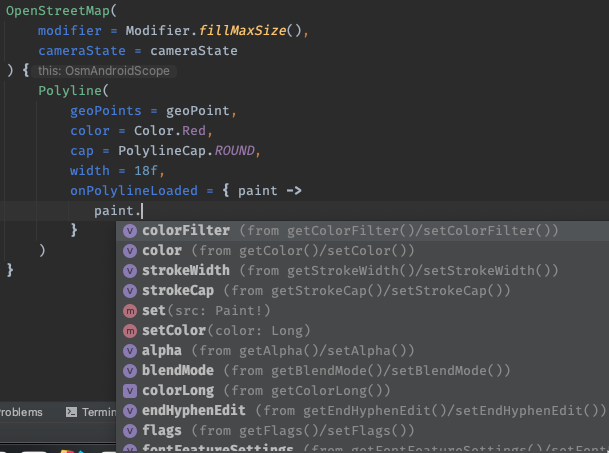 OpenStreetMap(
modifier = Modifier.fillMaxSize(),
cameraState = cameraState
) { this: OsmAndroidScope
Polyline(
geoPoints = geoPoint,
color = Color.Red,
cap = PolylineCap.ROUND,
width = 18f,
onPolylineLoaded = { paint ->
paint.
}
)
}
v colorFilter (from getColorFilter()/setColorFilter())
v color (from getColor()/setColor())
v strokeWidth (from getStrokeWidth()/setStrokeWidth())
v strokeCap (from getStrokeCap()/setStrokeCap())
m set(src: Paint!)
m setColor(color: Long)
v alpha (from getAlpha()/setAlpha())
v blendMode (from getBlendMode()/setBlendMode())
v colorLong (from getColorLong())
v endHyphenEdit (from getEndHyphenEdit()/setEndHyphenEdit())
v flags (from getFlags()/setFlags())
v fontFeatureSettings (from getFontFeatureSettings()/setFont
roblems Termin